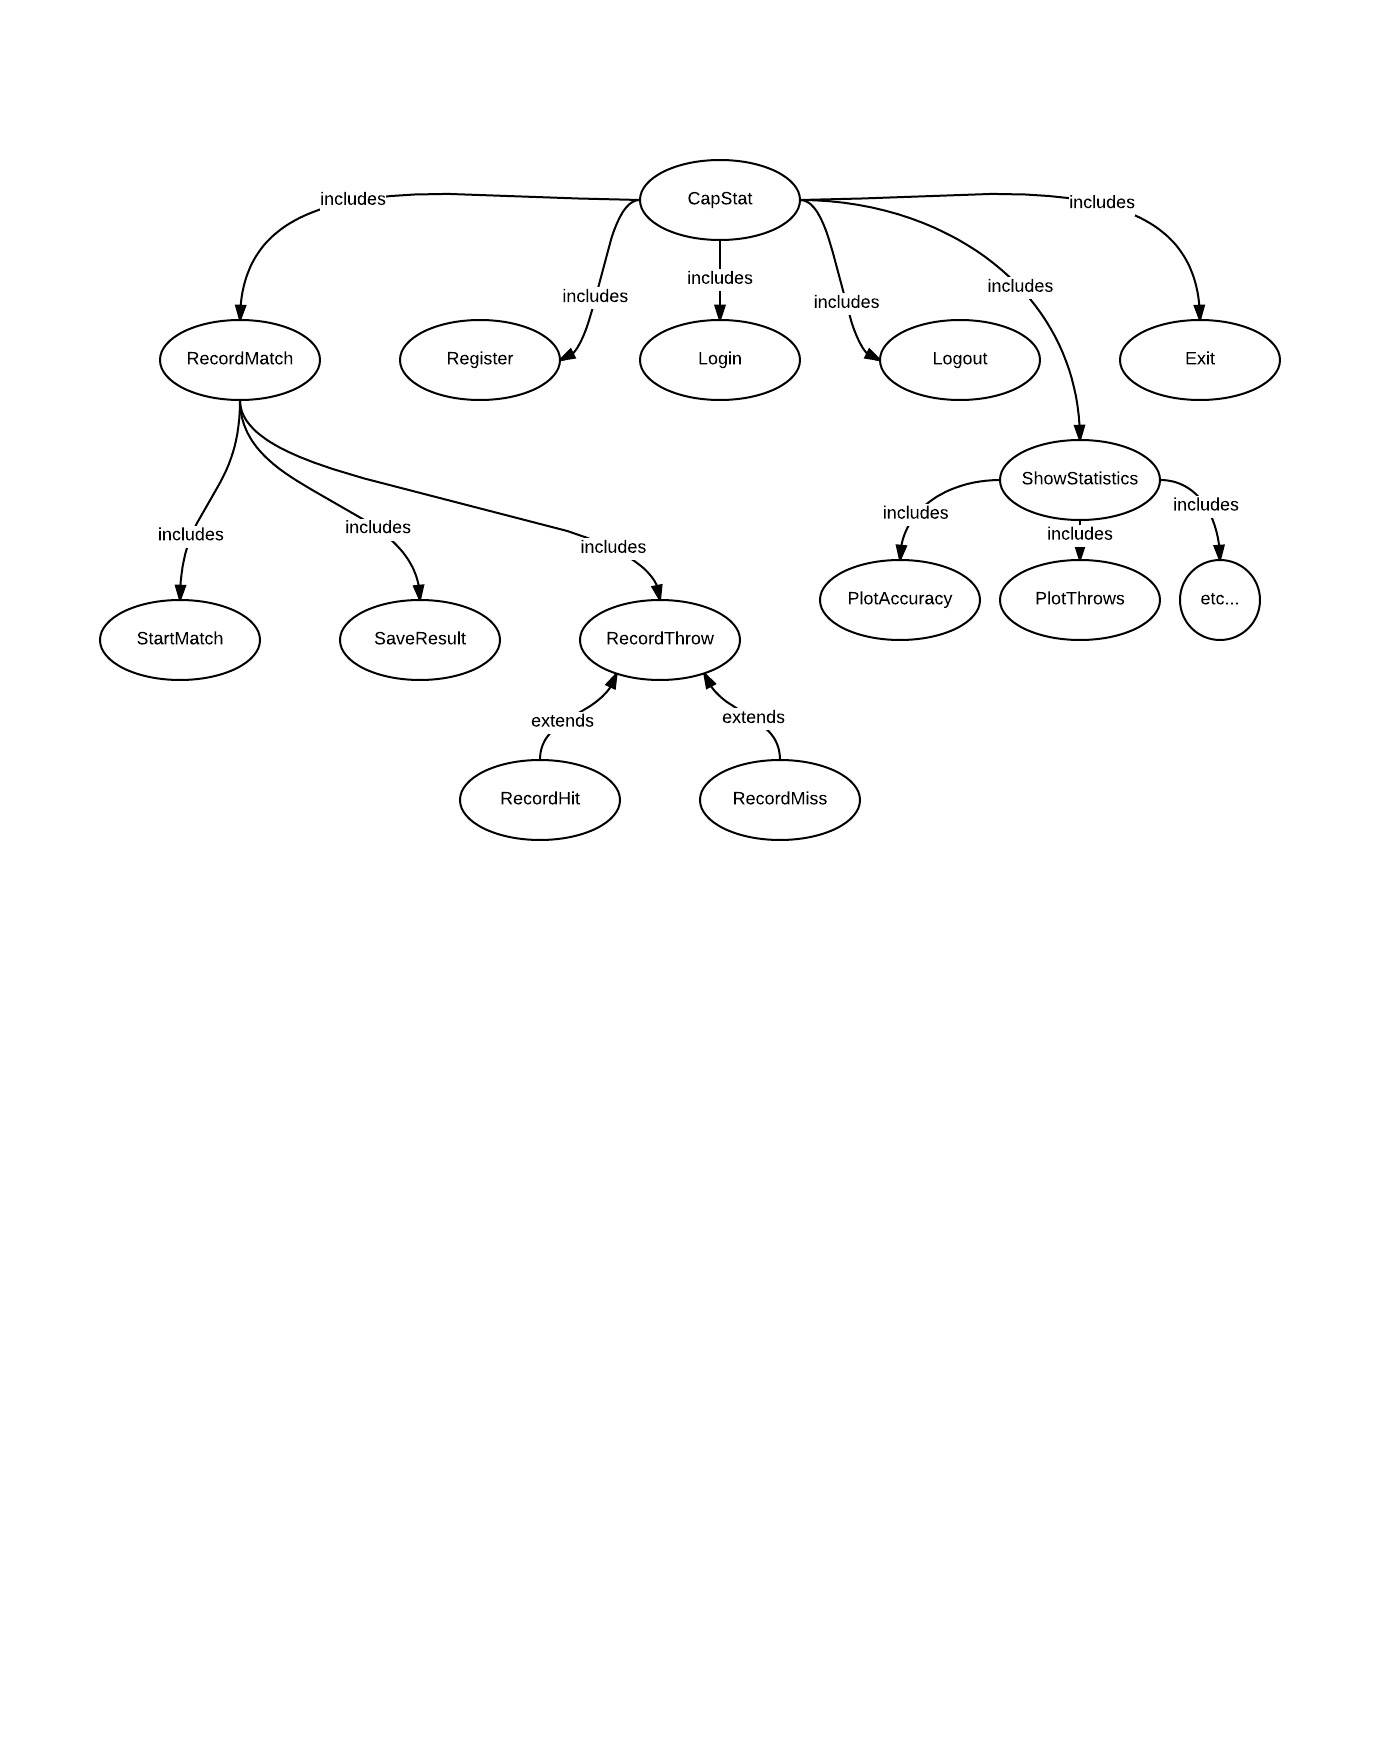 CapStat
includes
includes
includes
includes
includes
includes
RecordMatch
Register
Login
Logout
Exit
ShowStatistics
includes
includes
includes
includes
includes
includes
PlotAccuracy
PlotThrows
etc...
StartMatch
SaveResult
RecordThrow
extends
extends
RecordHit
RecordMiss